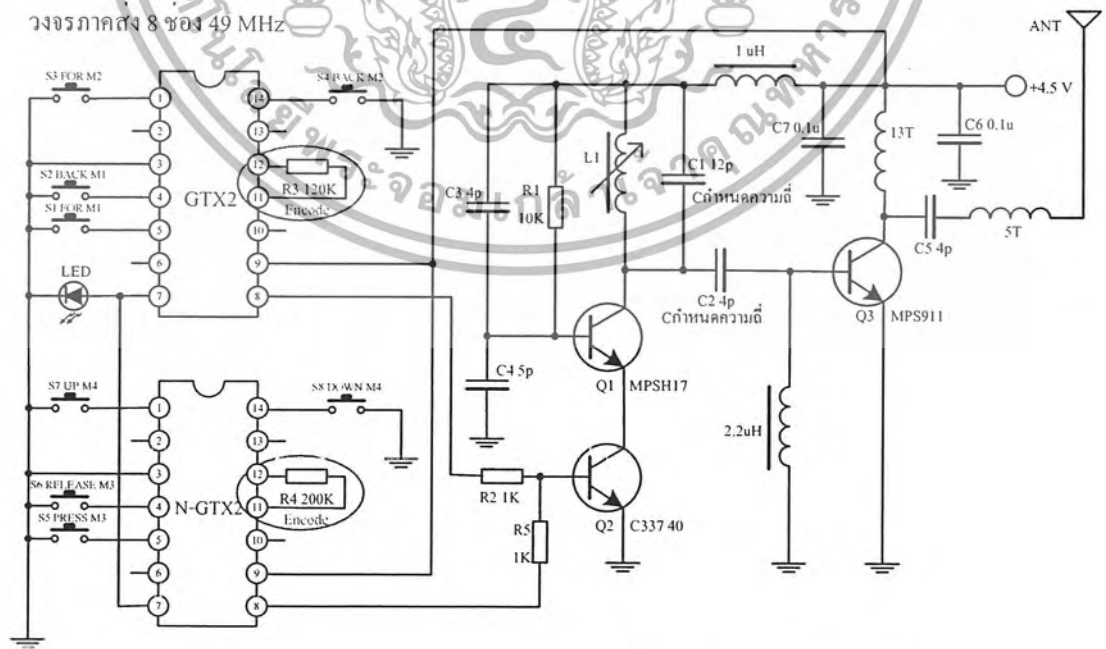 วงจรภาคส่ง 8 ช่อง 49 MHz
ANT
S3 FOR M2
S4 BACK M2
1 uH
+4.5 V
1
14
2
13
C7 0.1u
13T
C6 0.1u
3
12
L1
C1 12p
S2 BACK M1
R3 120K
C3 4p
R1
Cกำหนดความถี่
4
GTX2
11
Encode
10K
S1 FOR M1
5
10
C5 4p
5T
6
9
LED
C2 4p
7
8
Cกำหนดความถี่
Q3
MPS911
C4 5p
Q1
MPSH17
S7 UP M4
S8 DOWN M4
1
14
2
13
2.2uH
3
12
S6 RELEASE M3
R4 200K
R2 1K
4
N-GTX2
11
Encode
Q2
C337 40
S5 PRESS M3
R5
5
10
1K
6
9
7
8